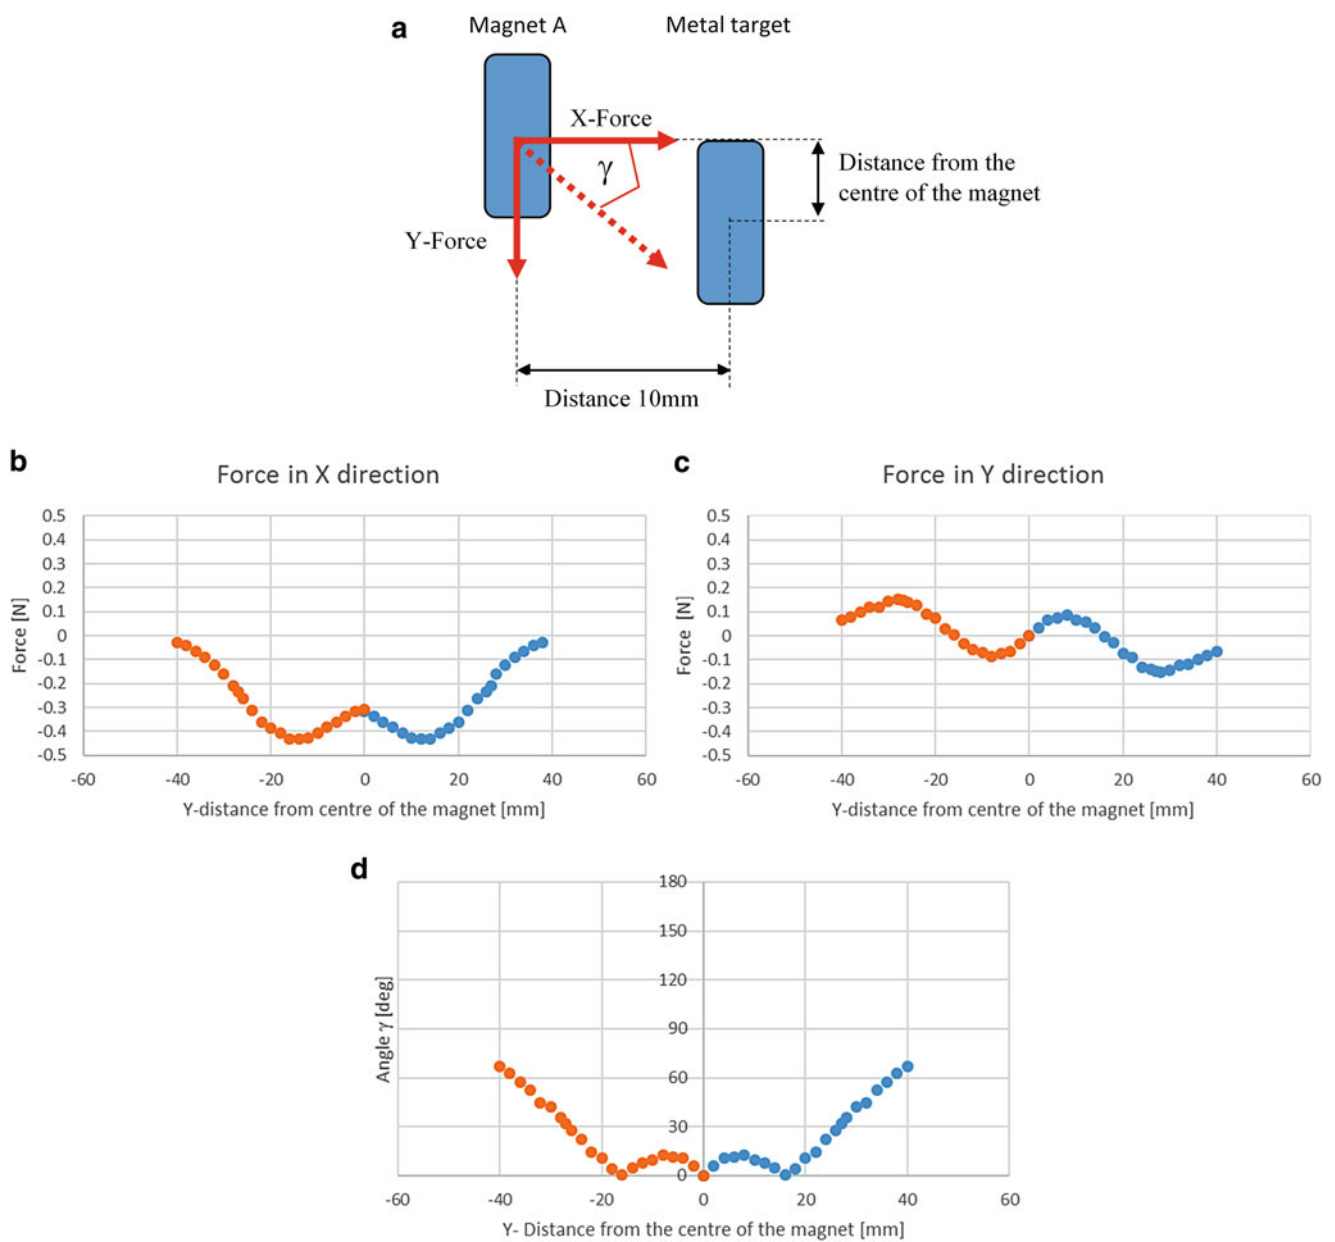 a
Magnet A
Metal target
X-Force
γ
Y-Force
Distance from the
centre of the magnet
Distance 10mm
b
Force in X direction
0.5
0.4
0.3
0.2
0.1
0
-0.1
-0.2
-0.3
-0.4
-0.5
Force [N]
-60 -40 -20 0 20 40 60
Y-distance from centre of the magnet [mm]
c
Force in Y direction
0.5
0.4
0.3
0.2
0.1
0
-0.1
-0.2
-0.3
-0.4
-0.5
Force [N]
-60 -40 -20 0 20 40 60
Y-distance from centre of the magnet [mm]
d
180
150
120
90
60
30
0
Angle γ [deg]
-60 -40 -20 0 20 40 60
Y- Distance from the centre of the magnet [mm]